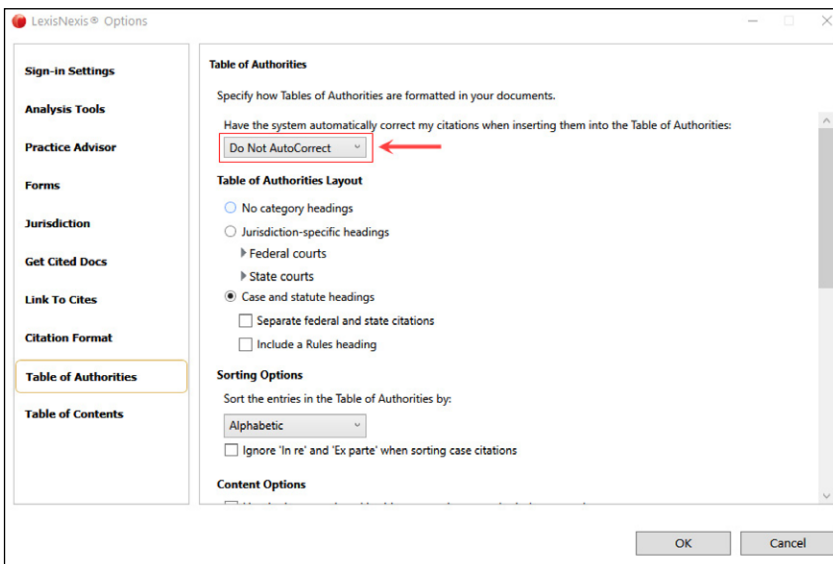 LexisNexis® Options
Sign-in Settings
Analysis Tools
Practice Advisor
Forms
Jurisdiction
Get Cited Docs
Link To Cites
Citation Format
Table of Authorities
Table of Contents
Table of Authorities
Specify how Tables of Authorities are formatted in your documents.
Have the system automatically correct my citations when inserting them into the Table of Authorities:
Do Not AutoCorrect
Table of Authorities Layout
No category headings
Jurisdiction-specific headings
Federal courts
State courts
Case and statute headings
Separate federal and state citations
Include a Rules heading
Sorting Options
Sort the entries in the Table of Authorities by:
Alphabetic
Ignore 'In re' and 'Ex parte' when sorting case citations
Content Options
OK
Cancel